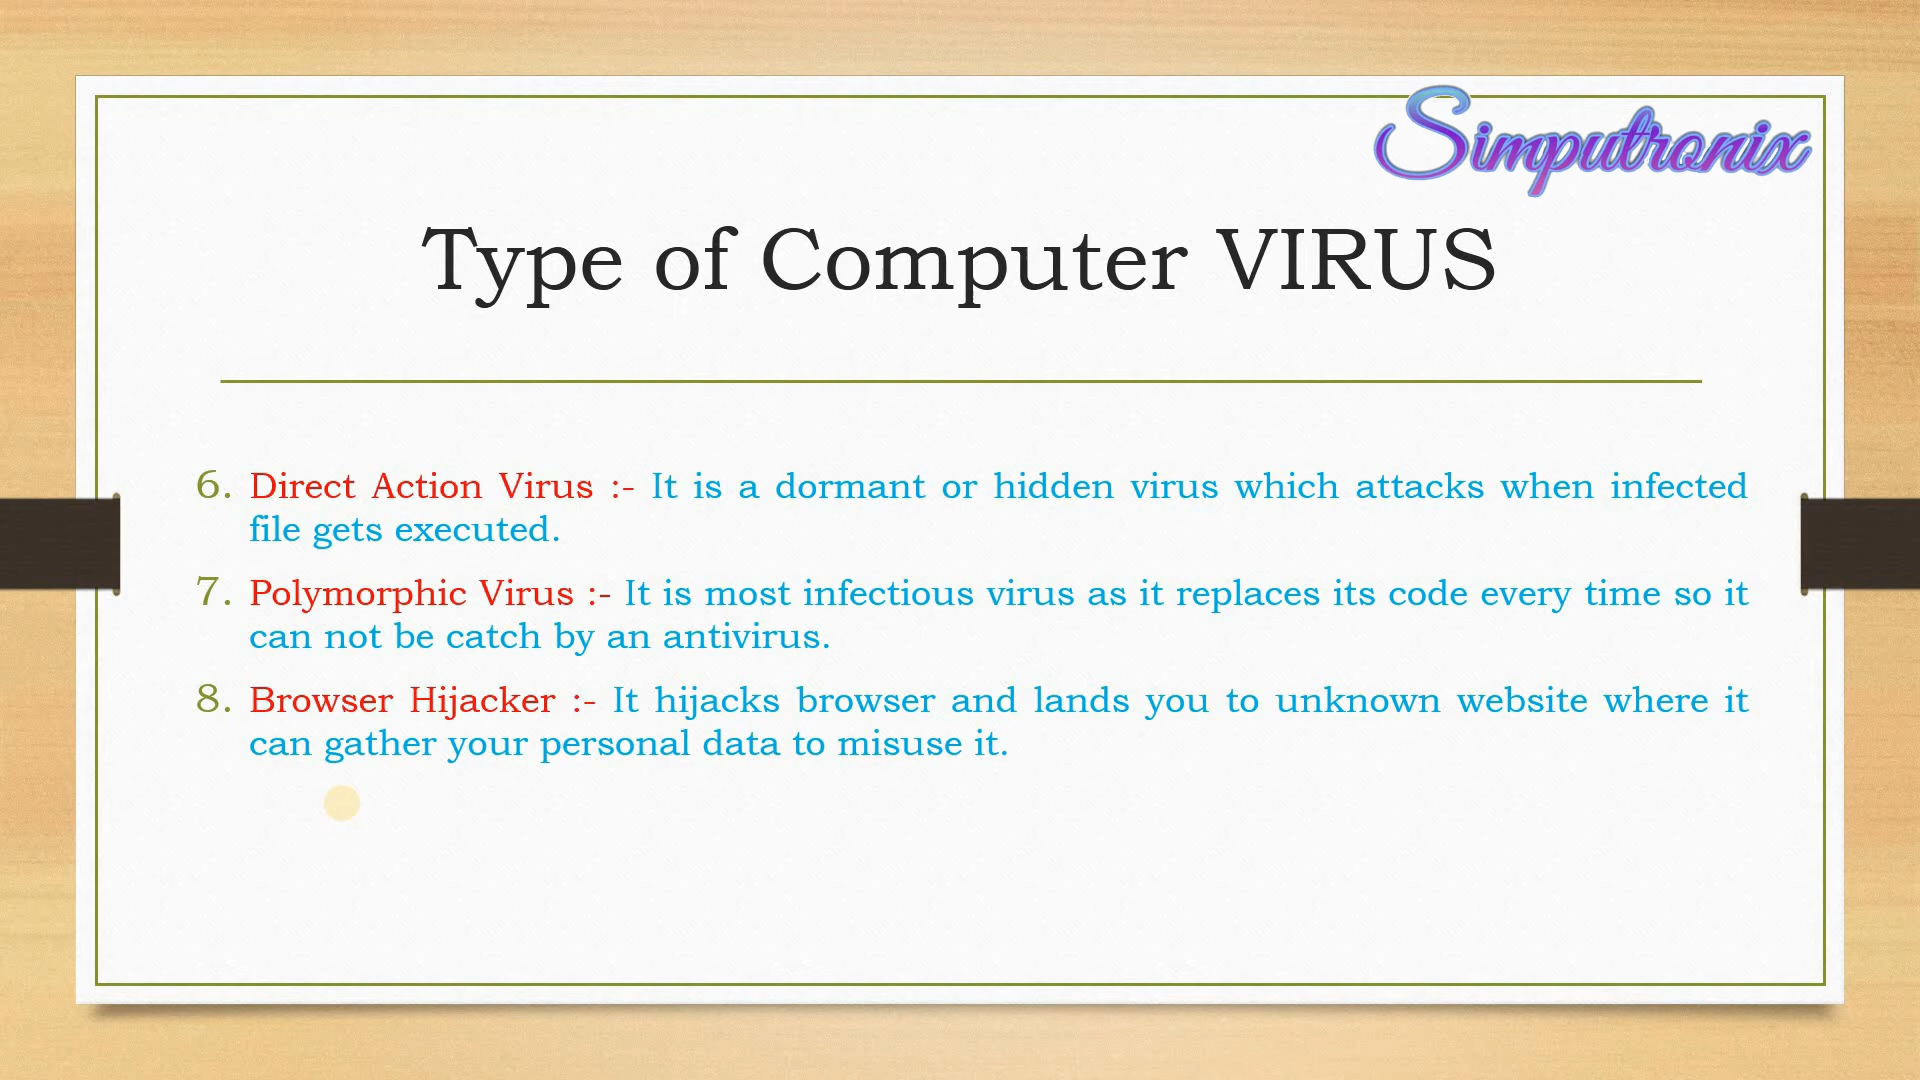 Simputronix
Type of Computer VIRUS
6. Direct Action Virus :- It is a dormant or hidden virus which attacks when infected
file gets executed.
7. Polymorphic Virus :- It is most infectious virus as it replaces its code every time so it
can not be catch by an antivirus.
8. Browser Hijacker :- It hijacks browser and lands you to unknown website where it
can gather your personal data to misuse it.